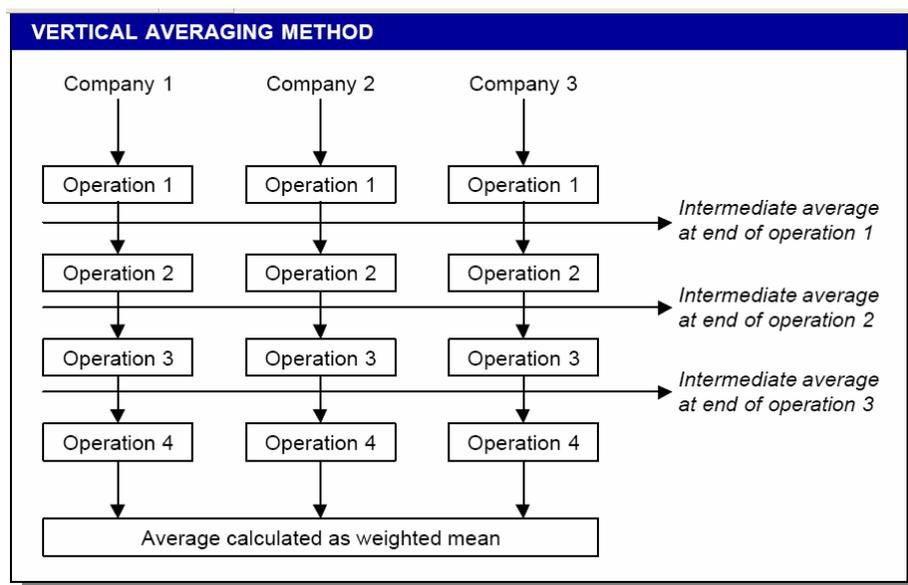 VERTICAL AVERAGING METHOD
Company 1
Company 2
Company 3
Operation 1
Operation 1
Operation 1
Intermediate average
at end of operation 1
Operation 2
Operation 2
Operation 2
Intermediate average
at end of operation 2
Operation 3
Operation 3
Operation 3
Intermediate average
at end of operation 3
Operation 4
Operation 4
Operation 4
Average calculated as weighted mean